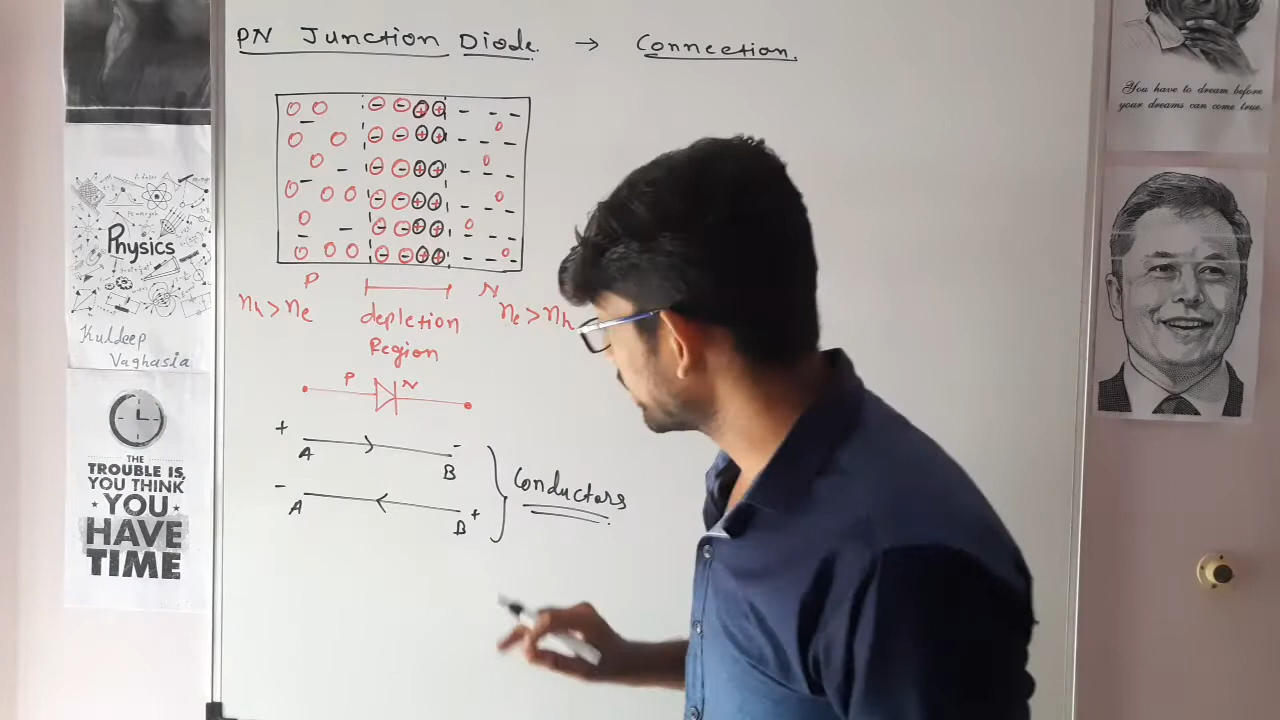 PN Junction Diode. → Connection.
P
N
nh > ne
ne > nh
depletion
Region
P
N
+
-
A
B
-
+
A
B
Conductors
Physics
Kuldeep
Vaghasia
THE
TROUBLE IS,
YOU THINK
YOU
HAVE
TIME
You have to dream before
your dreams can come true.